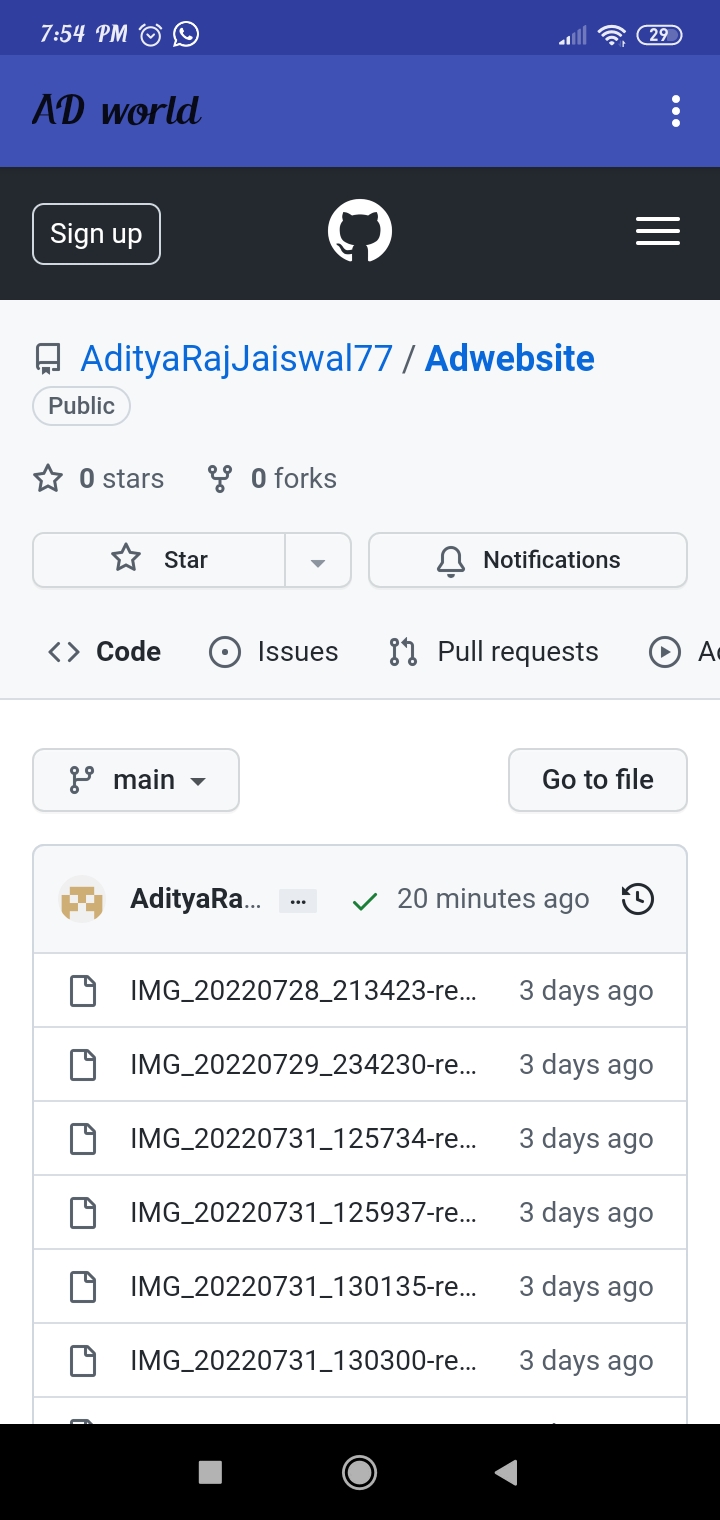 7:54 PM 29
AD world
Sign up
AdityaRajJaiswal77 / Adwebsite
Public
0 stars 0 forks
Star Notifications
Code Issues Pull requests Ac
main Go to file
AdityaRa... ... 20 minutes ago
IMG_20220728_213423-re... 3 days ago
IMG_20220729_234230-re... 3 days ago
IMG_20220731_125734-re... 3 days ago
IMG_20220731_125937-re... 3 days ago
IMG_20220731_130135-re... 3 days ago
IMG_20220731_130300-re... 3 days ago